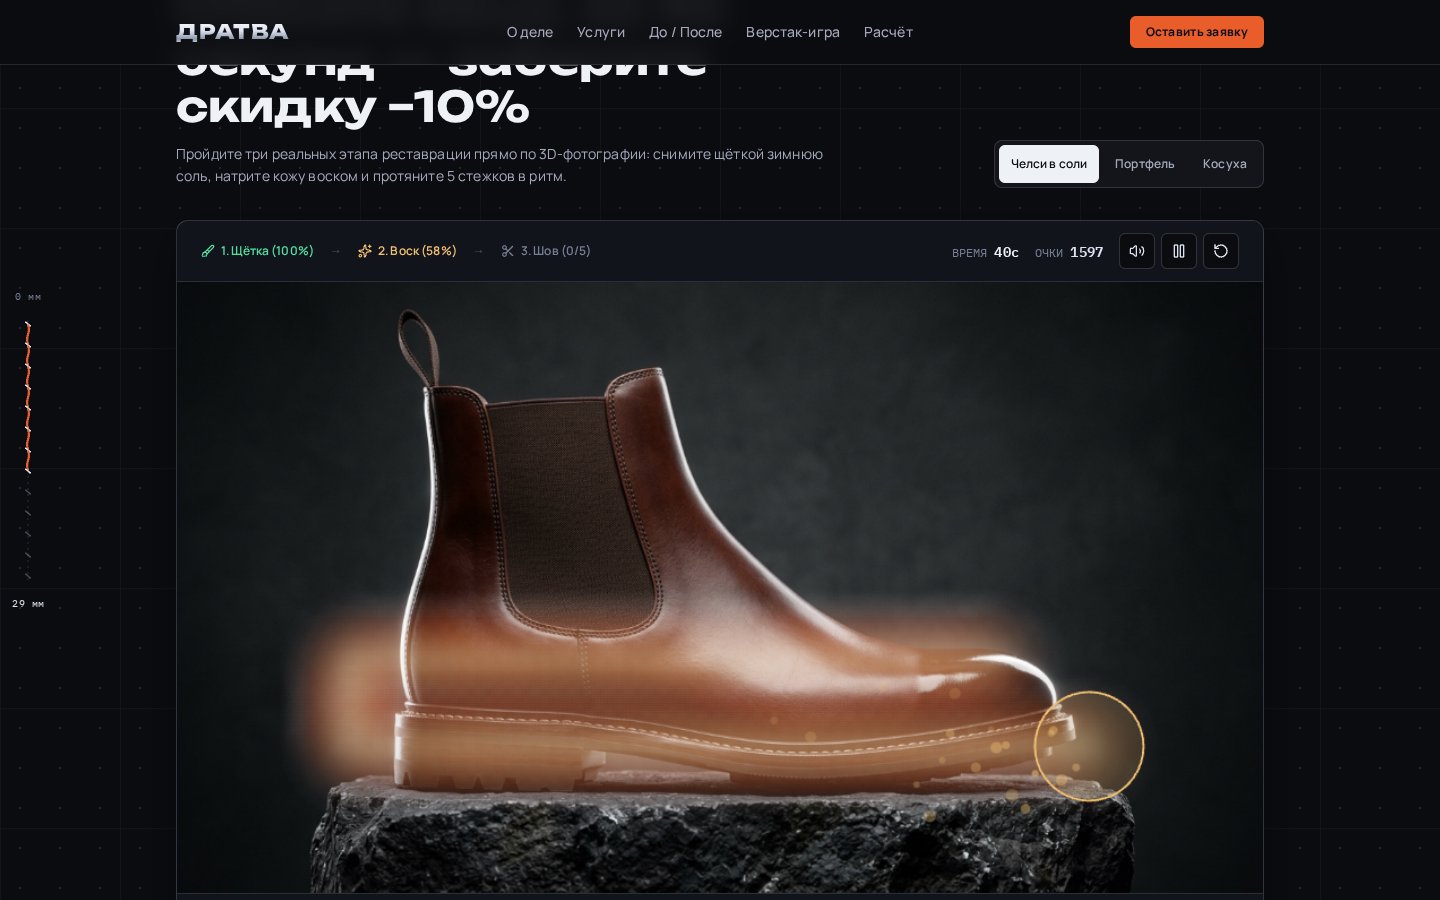 ДРАТВА
О деле Услуги До / После Верстак-игра Расчёт
Оставить заявку
секунд — заберите
скидку −10%
Пройдите три реальных этапа реставрации прямо по 3D-фотографии: снимите щёткой зимнюю
соль, натрите кожу воском и протяните 5 стежков в ритм.
Челси в соли Портфель Косуха
1. Щётка (100%) → 2. Воск (58%) → 3. Шов (0/5)
ВРЕМЯ 40с ОЧКИ 1597
0 мм
29 мм